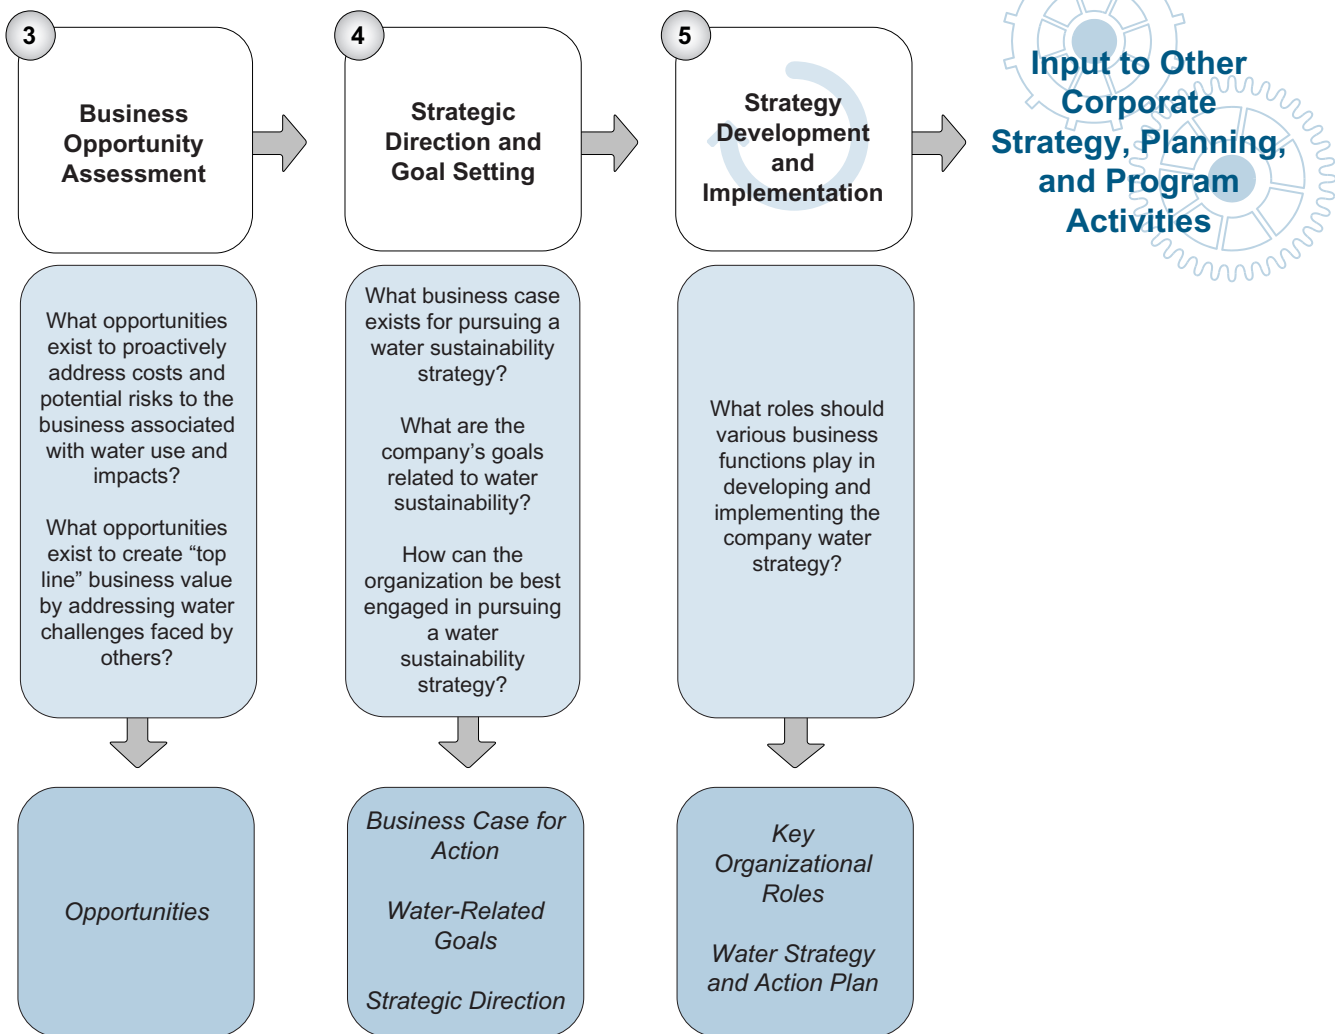 3
Business
Opportunity
Assessment
4
Strategic
Direction and
Goal Setting
5
Strategy
Development
and
Implementation
Input to Other
Corporate
Strategy, Planning,
and Program
Activities
What opportunities
exist to proactively
address costs and
potential risks to the
business associated
with water use and
impacts?
What opportunities
exist to create “top
line” business value
by addressing water
challenges faced by
others?
What business case
exists for pursuing a
water sustainability
strategy?
What are the
company’s goals
related to water
sustainability?
How can the
organization be best
engaged in pursuing
a water
sustainability
strategy?
What roles should
various business
functions play in
developing and
implementing the
company water
strategy?
Opportunities
Business Case for
Action
Water-Related
Goals
Strategic Direction
Key
Organizational
Roles
Water Strategy
and Action Plan